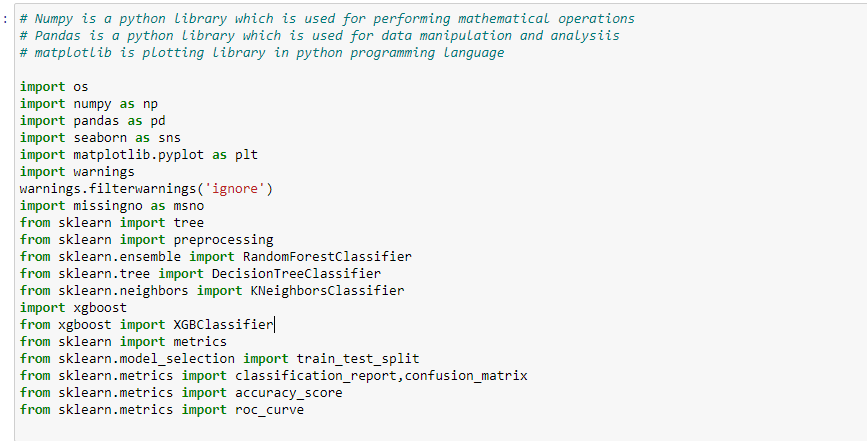 :
# Numpy is a python library which is used for performing mathematical operations
# Pandas is a python library which is used for data manipulation and analysiis
# matplotlib is plotting library in python programming language
import os
import numpy as np
import pandas as pd
import seaborn as sns
import matplotlib.pyplot as plt
import warnings
warnings.filterwarnings('ignore')
import missingno as msno
from sklearn import tree
from sklearn import preprocessing
from sklearn.ensemble import RandomForestClassifier
from sklearn.tree import DecisionTreeClassifier
from sklearn.neighbors import KNeighborsClassifier
import xgboost
from xgboost import XGBClassifier
from sklearn import metrics
from sklearn.model_selection import train_test_split
from sklearn.metrics import classification_report,confusion_matrix
from sklearn.metrics import accuracy_score
from sklearn.metrics import roc_curve